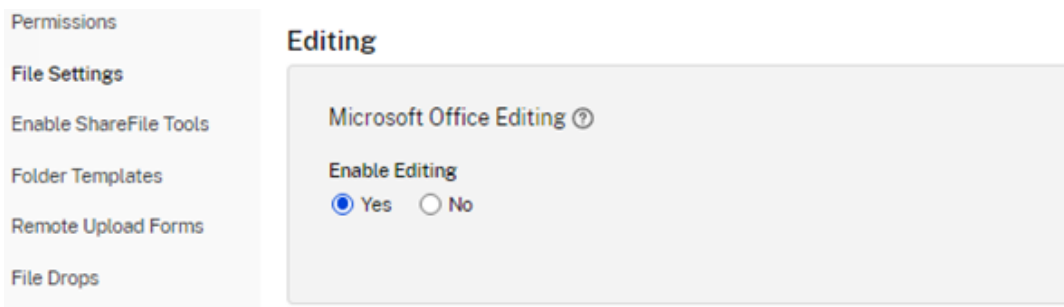 Permissions
File Settings
Enable ShareFile Tools
Folder Templates
Remote Upload Forms
File Drops
Editing
Microsoft Office Editing
Enable Editing
Yes No